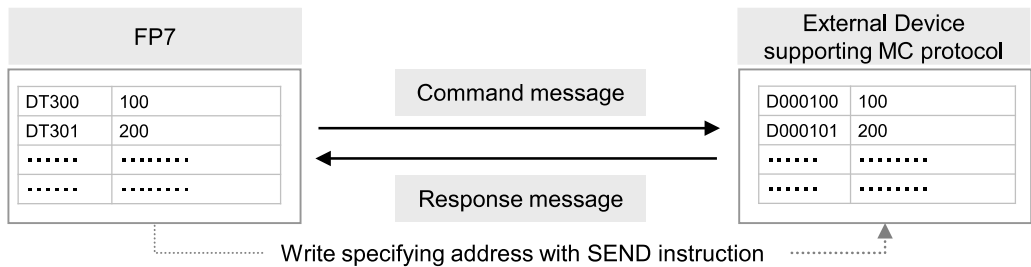 FP7
External Device
supporting MC protocol
Command message
DT300 100
DT301 200
...... ........
...... ........
D000100 100
D000101 200
...... ........
...... ........
Response message
Write specifying address with SEND instruction